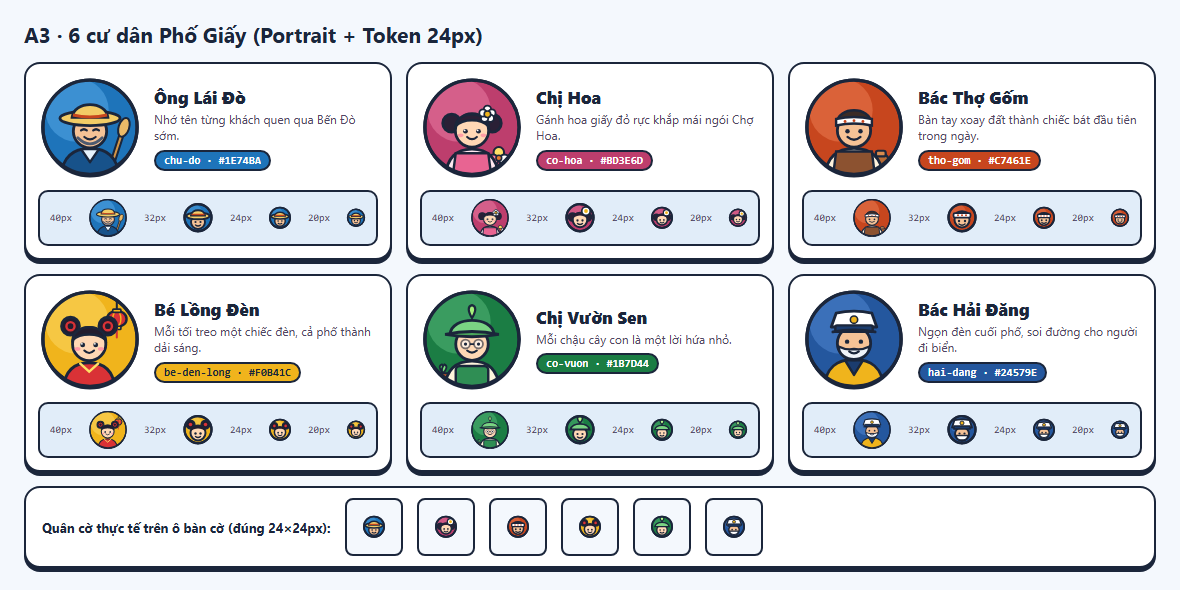 A3 · 6 cư dân Phố Giấy (Portrait + Token 24px)
Ông Lái Đò
Nhớ tên từng khách quen qua Bến Đò
sớm.
chu-do · #1E74BA
40px 32px 24px 20px
Chị Hoa
Gánh hoa giấy đỏ rực khắp mái ngói Chợ
Hoa.
co-hoa · #BD3E6D
40px 32px 24px 20px
Bác Thợ Gốm
Bàn tay xoay đất thành chiếc bát đầu tiên
trong ngày.
tho-gom · #C7461E
40px 32px 24px 20px
Bé Lồng Đèn
Mỗi tối treo một chiếc đèn, cả phố thành
dải sáng.
be-den-long · #F0B41C
40px 32px 24px 20px
Chị Vườn Sen
Mỗi chậu cây con là một lời hứa nhỏ.
co-vuon · #1B7D44
40px 32px 24px 20px
Bác Hải Đăng
Ngọn đèn cuối phố, soi đường cho người
đi biển.
hai-dang · #24579E
40px 32px 24px 20px
Quân cờ thực tế trên ô bàn cờ (đúng 24×24px):